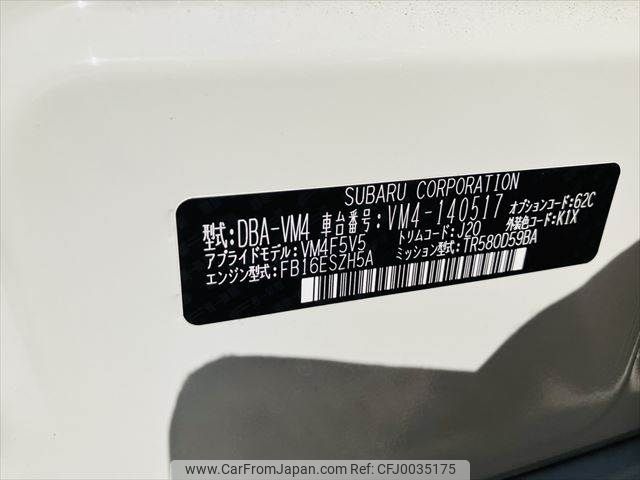 SUBARU CORPORATION
型式:DBA-VM4 車台番号:VM4-140517 オプションコード:62C
アプライドモデル:VM4F5V5 トリムコード:J20 外装色コード:K1X
エンジン型式:FB16ESZH5A ミッション型式:TR580D59BA
www.CarFromJapan.com | RefNo CFJ90035175